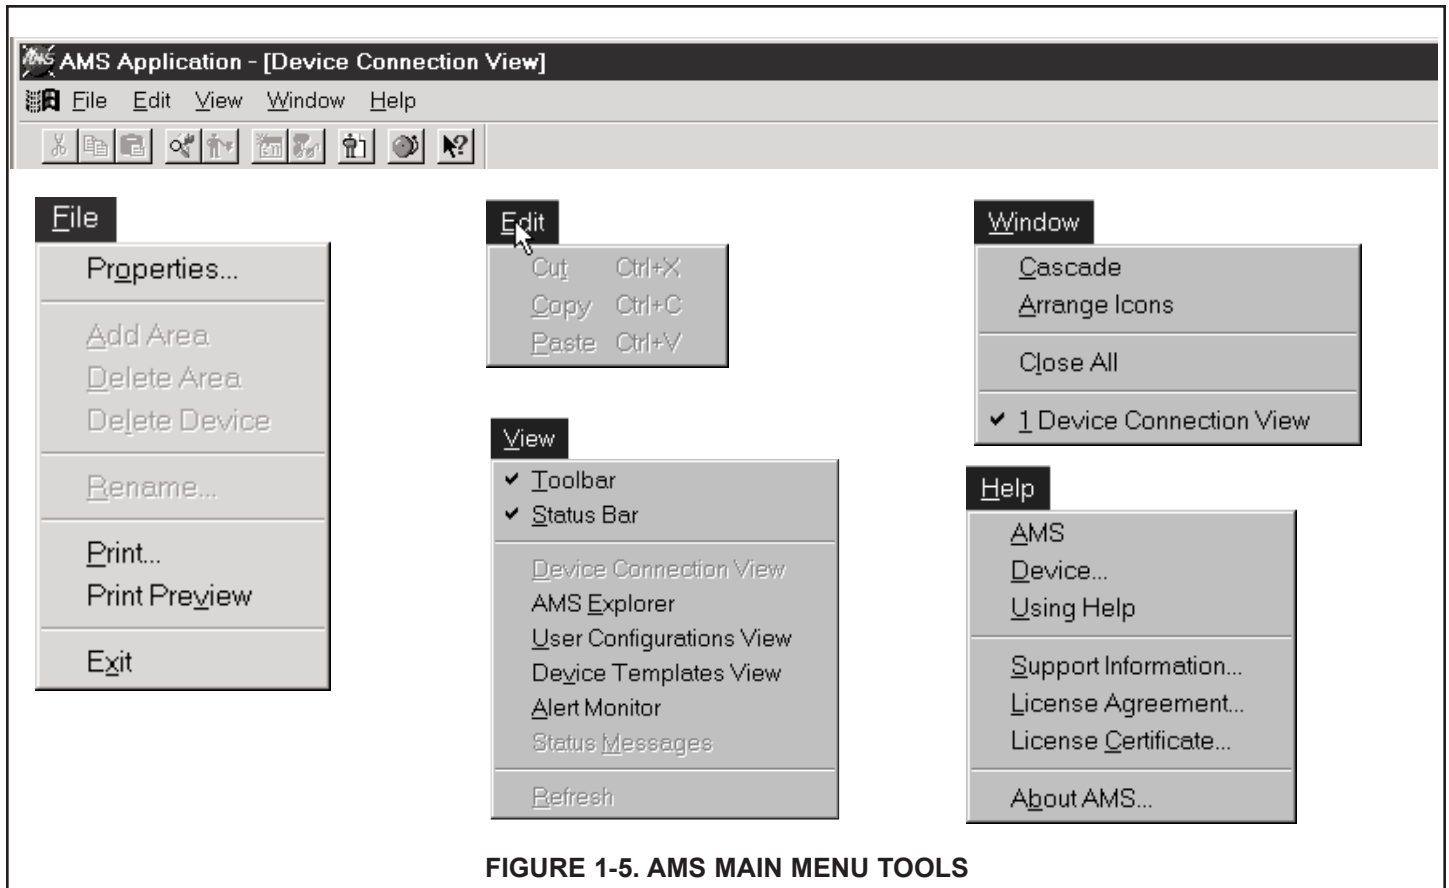 AMS Application - [Device Connection View]
File Edit View Window Help
File
Properties...
Add Area
Delete Area
Delete Device
Rename...
Print...
Print Preview
Exit
Edit
Cut Ctrl+X
Copy Ctrl+C
Paste Ctrl+V
View
Toolbar
Status Bar
Device Connection View
AMS Explorer
User Configurations View
Device Templates View
Alert Monitor
Status Messages
Refresh
Window
Cascade
Arrange Icons
Close All
1 Device Connection View
Help
AMS
Device...
Using Help
Support Information...
License Agreement...
License Certificate...
About AMS...
FIGURE 1-5. AMS MAIN MENU TOOLS